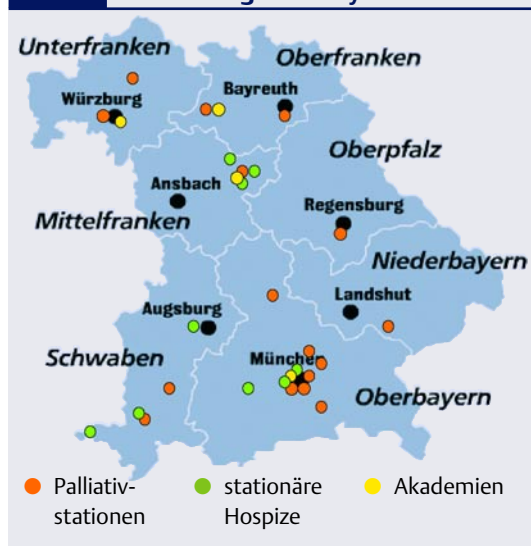 Unterfranken
Oberfranken
Würzburg
Bayreuth
Oberpfalz
Ansbach
Mittelfranken
Regensburg
Niederbayern
Augsburg
Landshut
Schwaben
München
Oberbayern
Palliativ-
stationen
stationäre
Hospize
Akademien